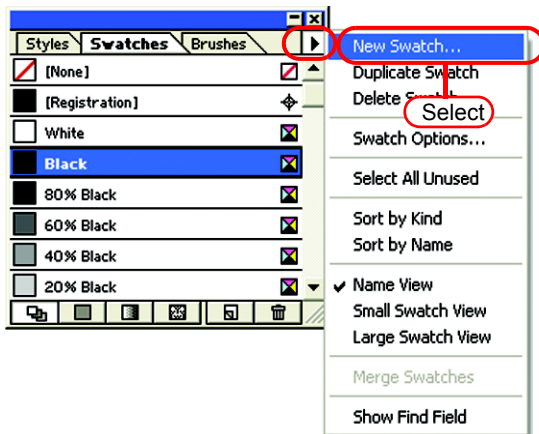 Styles Swatches Brushes
[None]
[Registration]
White
Black
80% Black
60% Black
40% Black
20% Black
New Swatch...
Duplicate Swatch
Delete Swatch
Select
Swatch Options...
Select All Unused
Sort by Kind
Sort by Name
Name View
Small Swatch View
Large Swatch View
Merge Swatches
Show Find Field